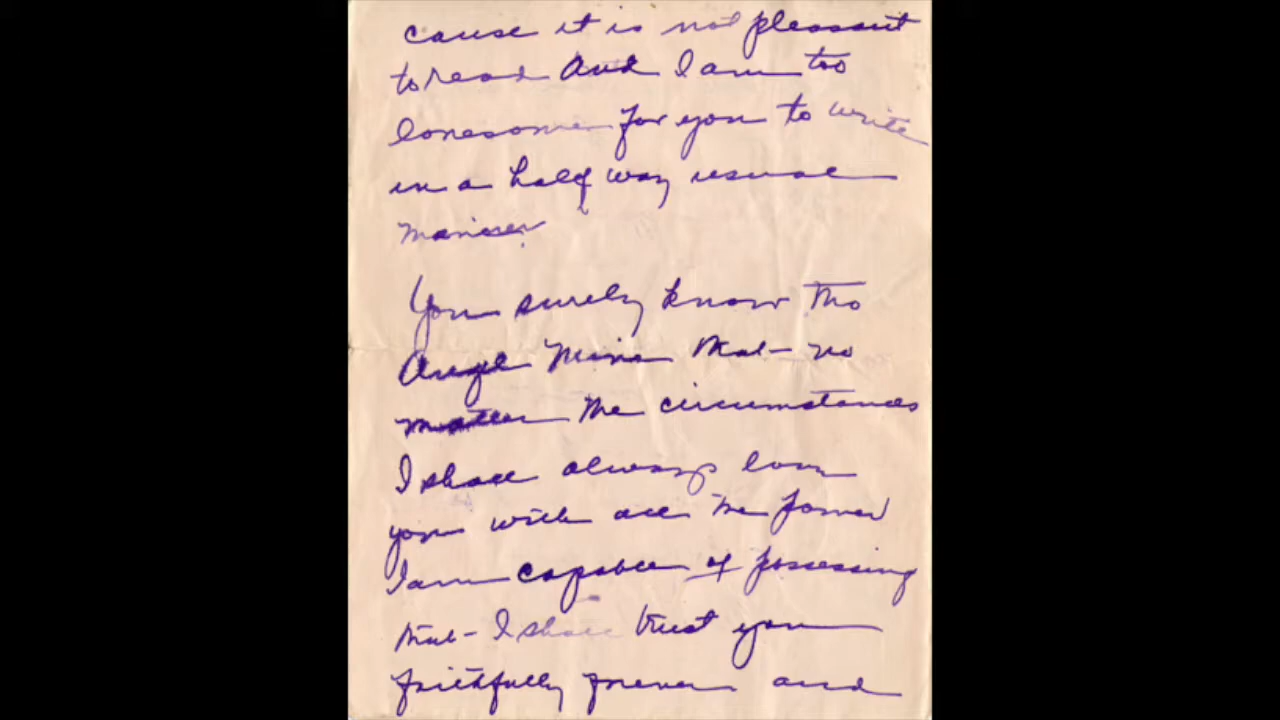 cause it is not pleasant
to read And I am too
lonesome for you to write
in a half way usual
manner
You surely know tho
Angel Mine that no
matter the circumstances
I shall always love
you with all the power
I am capable of possessing
that I shall trust you
faithfully forever and